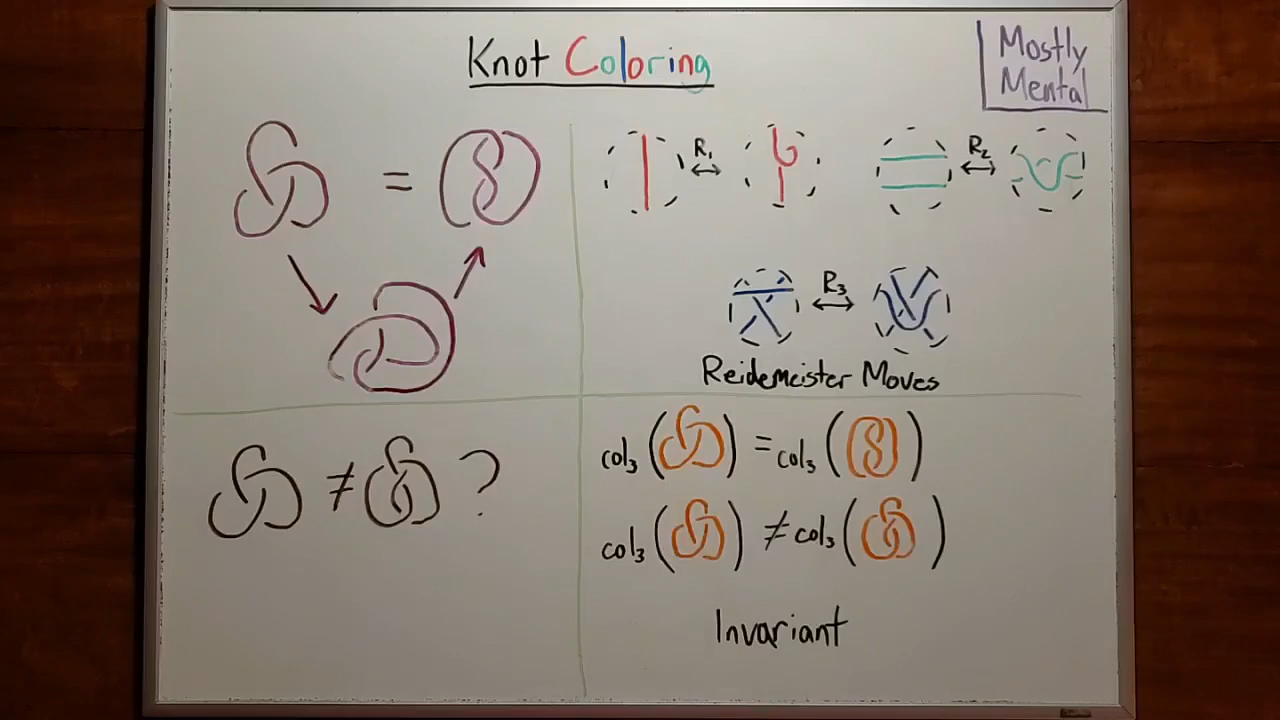 Knot Coloring
Mostly
Mental
=
R₁
R₂
R₃
Reidemeister Moves
≠ ?
col₃ ( ) = col₃ ( )
col₃ ( ) ≠ col₃ ( )
Invariant